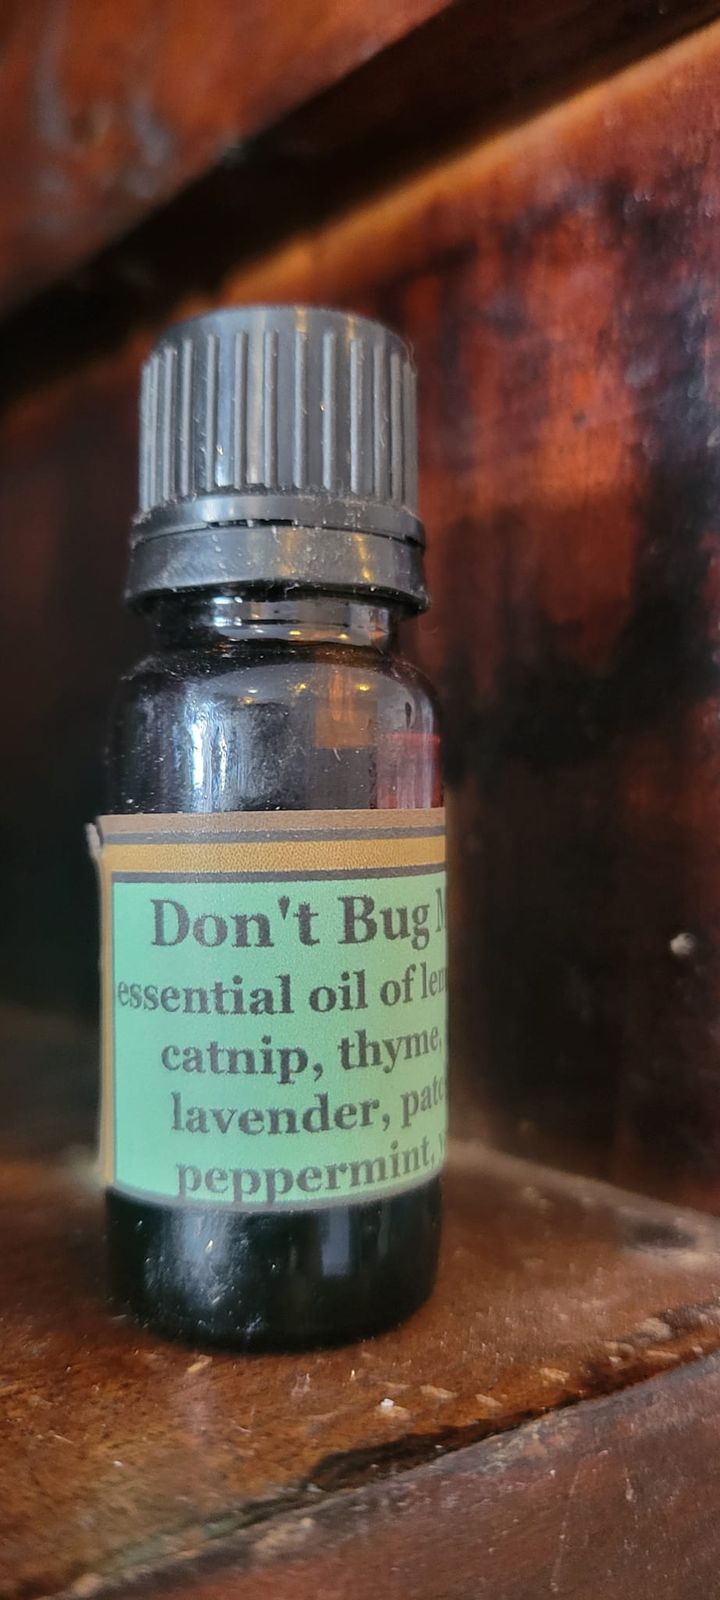 Don't Bug
essential oil of
catnip, thyme,
lavender,
peppermint,